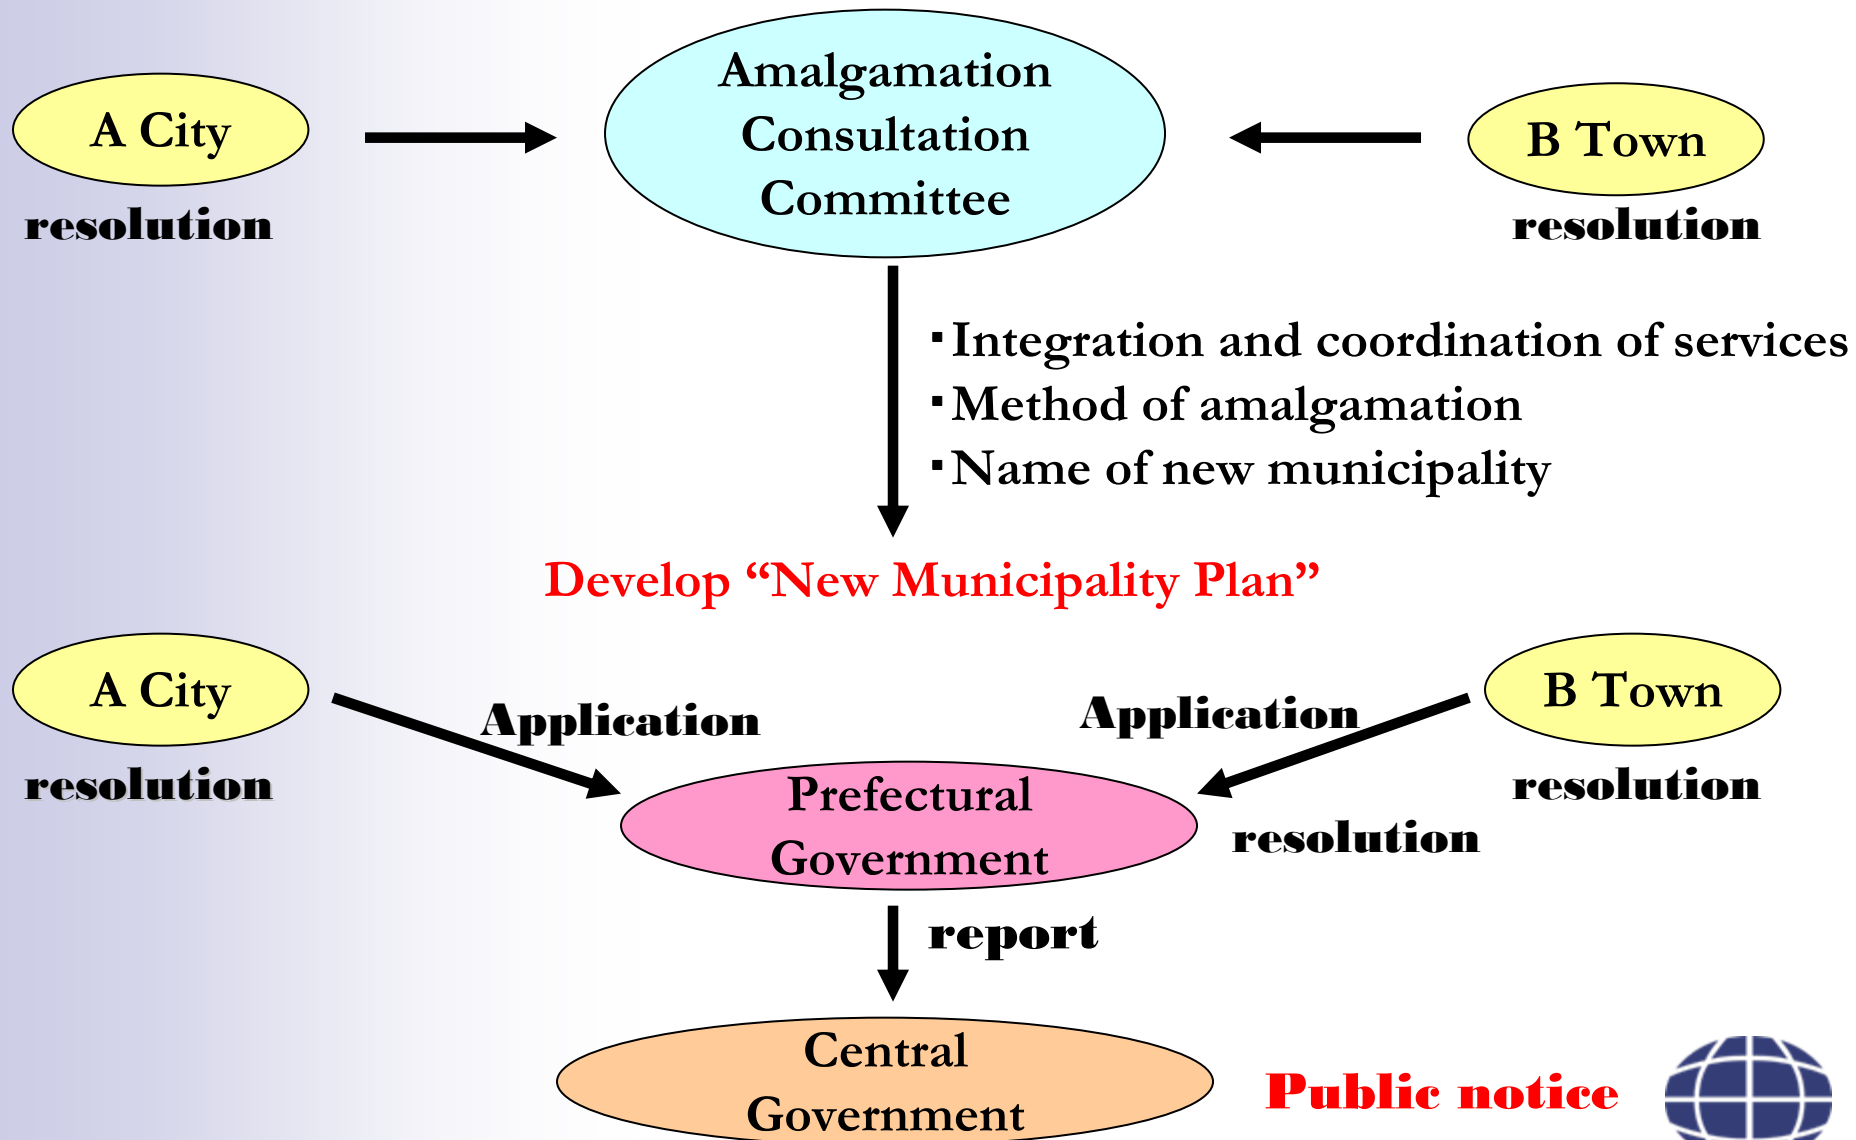 Amalgamation
Consultation
Committee
A City
B Town
resolution
resolution
▪Integration and coordination of services
▪Method of amalgamation
▪Name of new municipality
Develop “New Municipality Plan”
A City
B Town
Application
Application
resolution
resolution
Prefectural
Government
resolution
report
Central
Government
Public notice